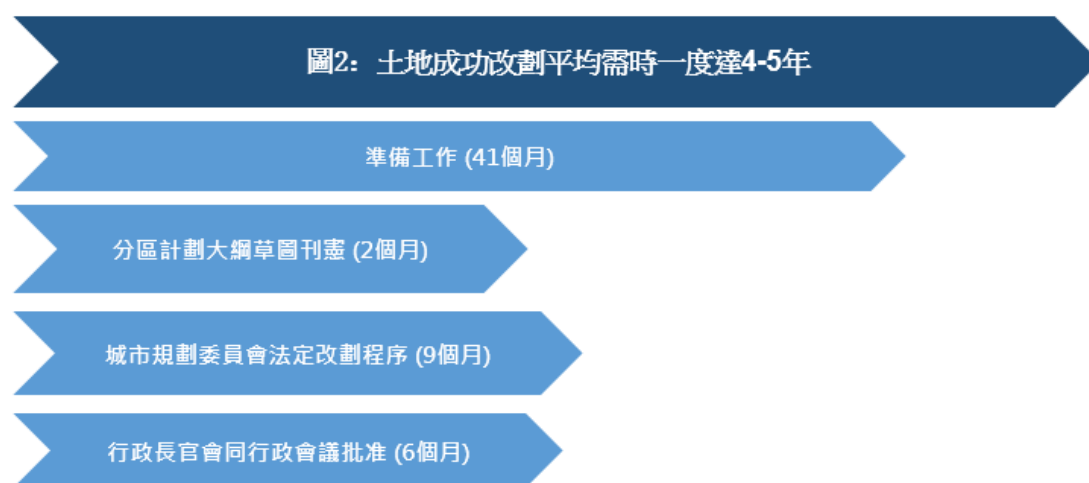 圖2：土地成功改劃平均需時一度達4-5年
準備工作 (41個月)
分區計劃大綱草圖刊憲 (2個月)
城市規劃委員會法定改劃程序 (9個月)
行政長官會同行政會議批准 (6個月)